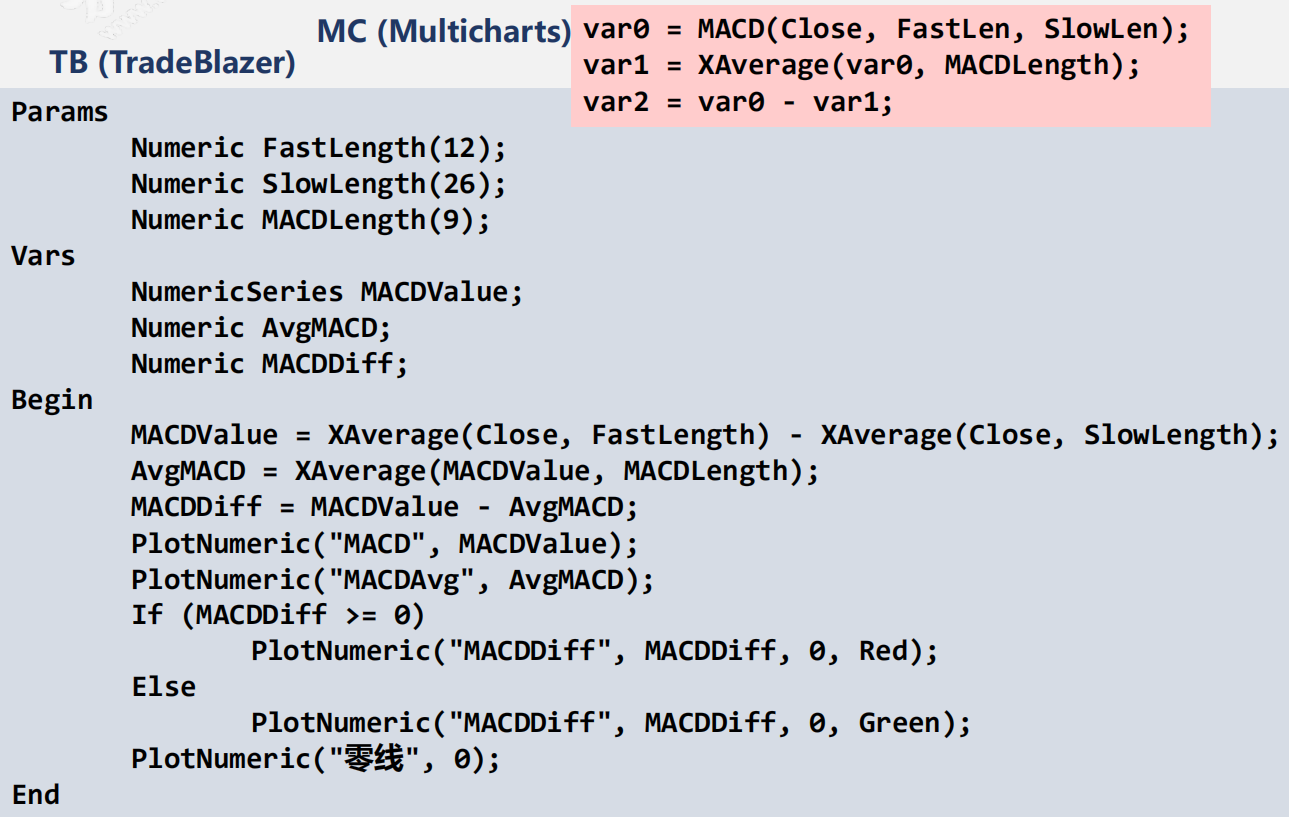 MC (Multicharts)
TB (TradeBlazer)
var0 = MACD(Close, FastLen, SlowLen);
var1 = XAverage(var0, MACDLength);
var2 = var0 - var1;
Params
Numeric FastLength(12);
Numeric SlowLength(26);
Numeric MACDLength(9);
Vars
NumericSeries MACDValue;
Numeric AvgMACD;
Numeric MACDDiff;
Begin
MACDValue = XAverage(Close, FastLength) - XAverage(Close, SlowLength);
AvgMACD = XAverage(MACDValue, MACDLength);
MACDDiff = MACDValue - AvgMACD;
PlotNumeric("MACD", MACDValue);
PlotNumeric("MACDAvg", AvgMACD);
If (MACDDiff >= 0)
PlotNumeric("MACDDiff", MACDDiff, 0, Red);
Else
PlotNumeric("MACDDiff", MACDDiff, 0, Green);
PlotNumeric("零线", 0);
End